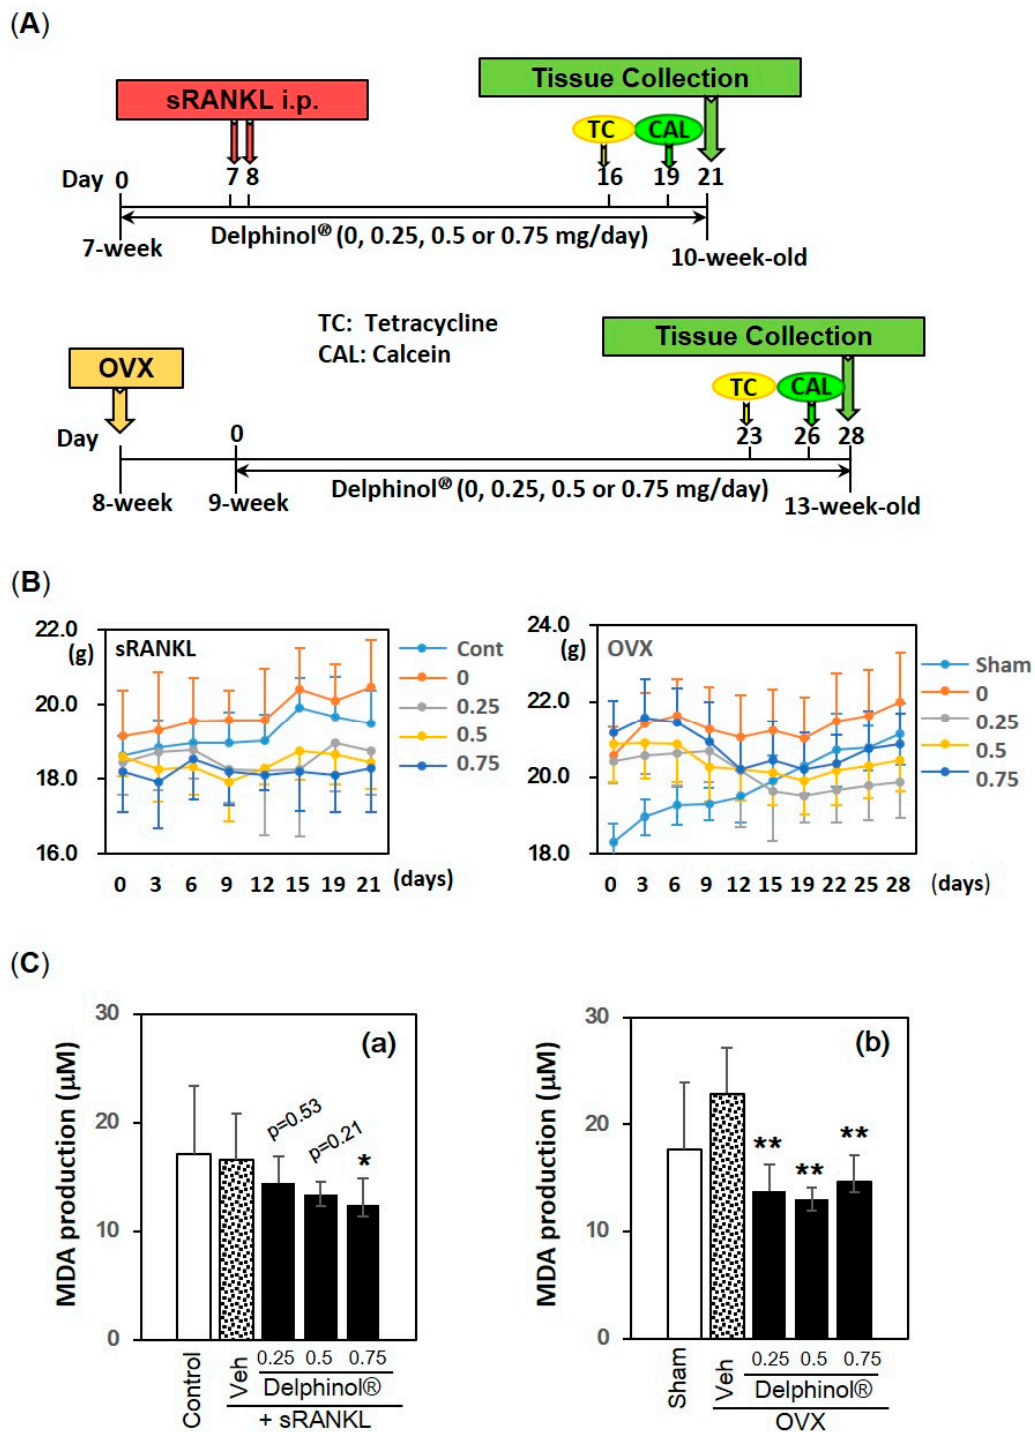 (A)
sRANKL i.p.
Tissue Collection
TC CAL
Day 0 7 8 16 19 21
Delphinol® (0, 0.25, 0.5 or 0.75 mg/day)
7-week 10-week-old
TC: Tetracycline
CAL: Calcein
Tissue Collection
OVX
TC CAL
Day 0 23 26 28
Delphinol® (0, 0.25, 0.5 or 0.75 mg/day)
8-week 9-week 13-week-old
(B)
22.0
(g)
20.0
18.0
16.0
sRANKL
Cont
0
0.25
0.5
0.75
0 3 6 9 12 15 19 21 (days)
24.0
(g)
22.0
20.0
18.0
OVX
Sham
0
0.25
0.5
0.75
0 3 6 9 12 15 19 22 25 28 (days)
(C)
MDA production (µM)
30
20
10
0
(a)
p=0.53
p=0.21
*
Control
Veh
0.25 0.5 0.75
Delphinol®
+ sRANKL
MDA production (µM)
30
20
10
0
(b)
** ** **
Sham
Veh
0.25 0.5 0.75
Delphinol®
OVX